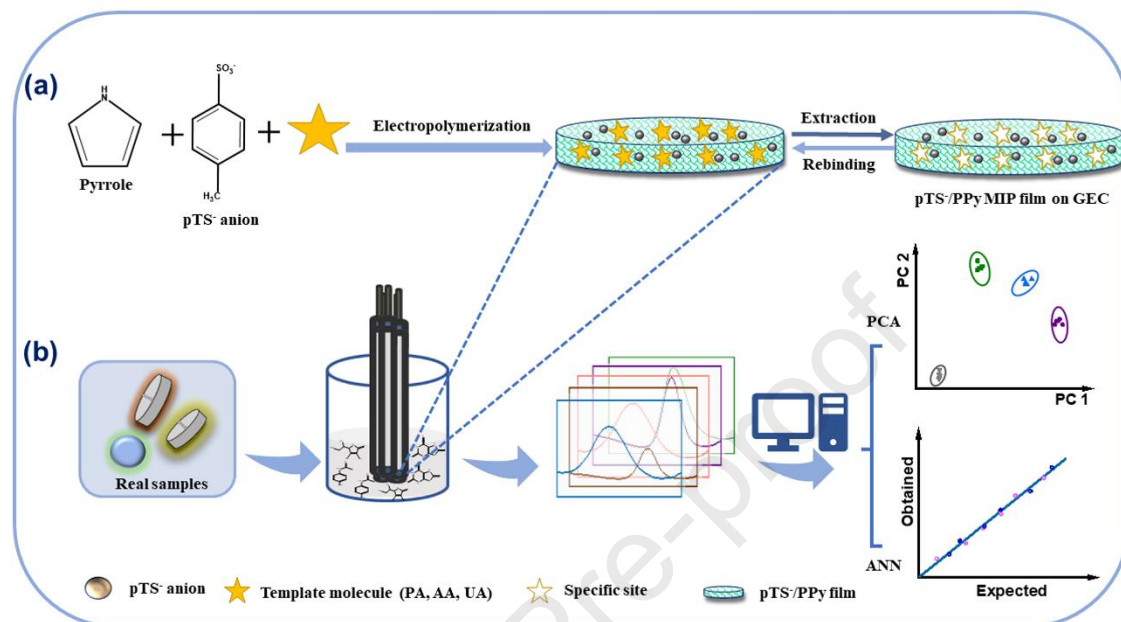 (a)
H
N
SO₃⁻
Pyrrole
H₃C
pTS⁻ anion
Electropolymerization
Extraction
Rebinding
pTS⁻/PPy MIP film on GEC
(b)
Real samples
PC 2
PCA
PC 1
Obtained
ANN
Expected
pTS⁻ anion
Template molecule (PA, AA, UA)
Specific site
pTS⁻/PPy film
Pre-proof